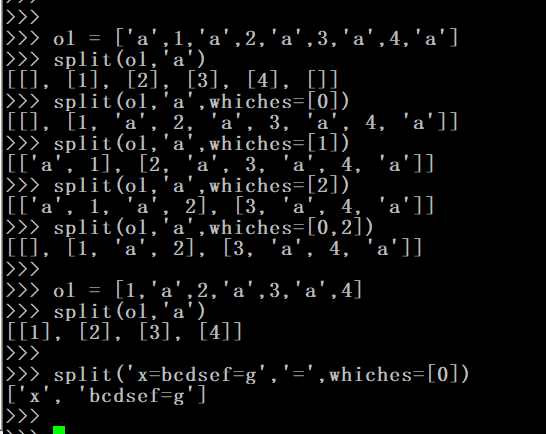 >>>
>>>
>>> ol = ['a',1,'a',2,'a',3,'a',4,'a']
>>> split(ol,'a')
[[], [1], [2], [3], [4], []]
>>> split(ol,'a',whiches=[0])
[[], [1, 'a', 2, 'a', 3, 'a', 4, 'a']]
>>> split(ol,'a',whiches=[1])
[['a', 1], [2, 'a', 3, 'a', 4, 'a']]
>>> split(ol,'a',whiches=[2])
[['a', 1, 'a', 2], [3, 'a', 4, 'a']]
>>> split(ol,'a',whiches=[0,2])
[[], [1, 'a', 2], [3, 'a', 4, 'a']]
>>>
>>> ol = [1,'a',2,'a',3,'a',4]
>>> split(ol,'a')
[[1], [2], [3], [4]]
>>>
>>> split('x=bcdsef=g','=',whiches=[0])
['x', 'bcdsef=g']
>>>
>>>